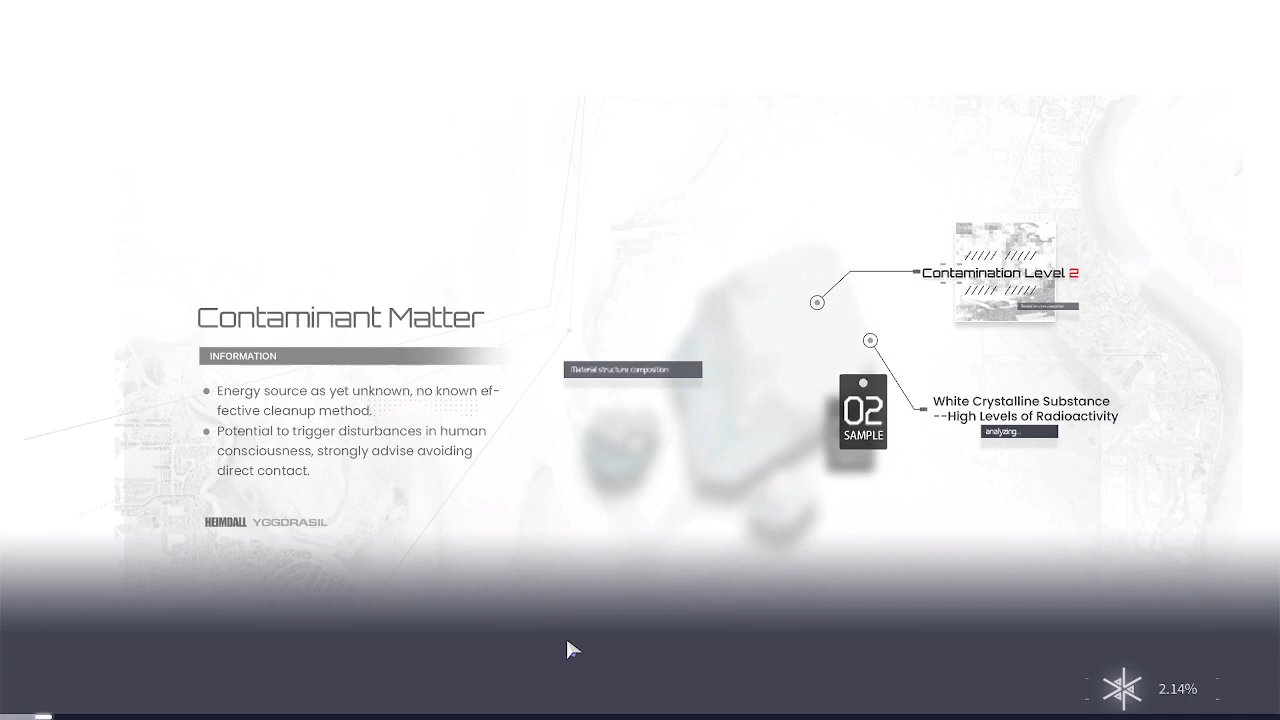 Contaminant Matter
INFORMATION
Energy source as yet unknown, no known ef-
fective cleanup method.
Potential to trigger disturbances in human
consciousness, strongly advise avoiding
direct contact.
HEIMDALL YGGDRASIL
Material structure composition
Contamination Level 2
02
SAMPLE
White Crystalline Substance
--High Levels of Radioactivity
analyzing...
2.14%